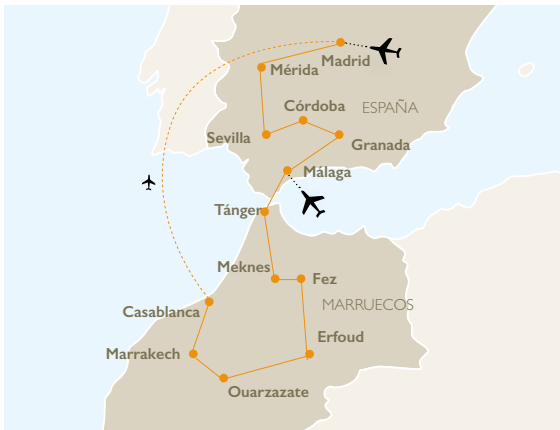 Madrid
Mérida
Córdoba
ESPAÑA
Sevilla
Granada
Málaga
Tánger
Meknes
Fez
Casablanca
MARRUECOS
Erfoud
Marrakech
Ouarzazate